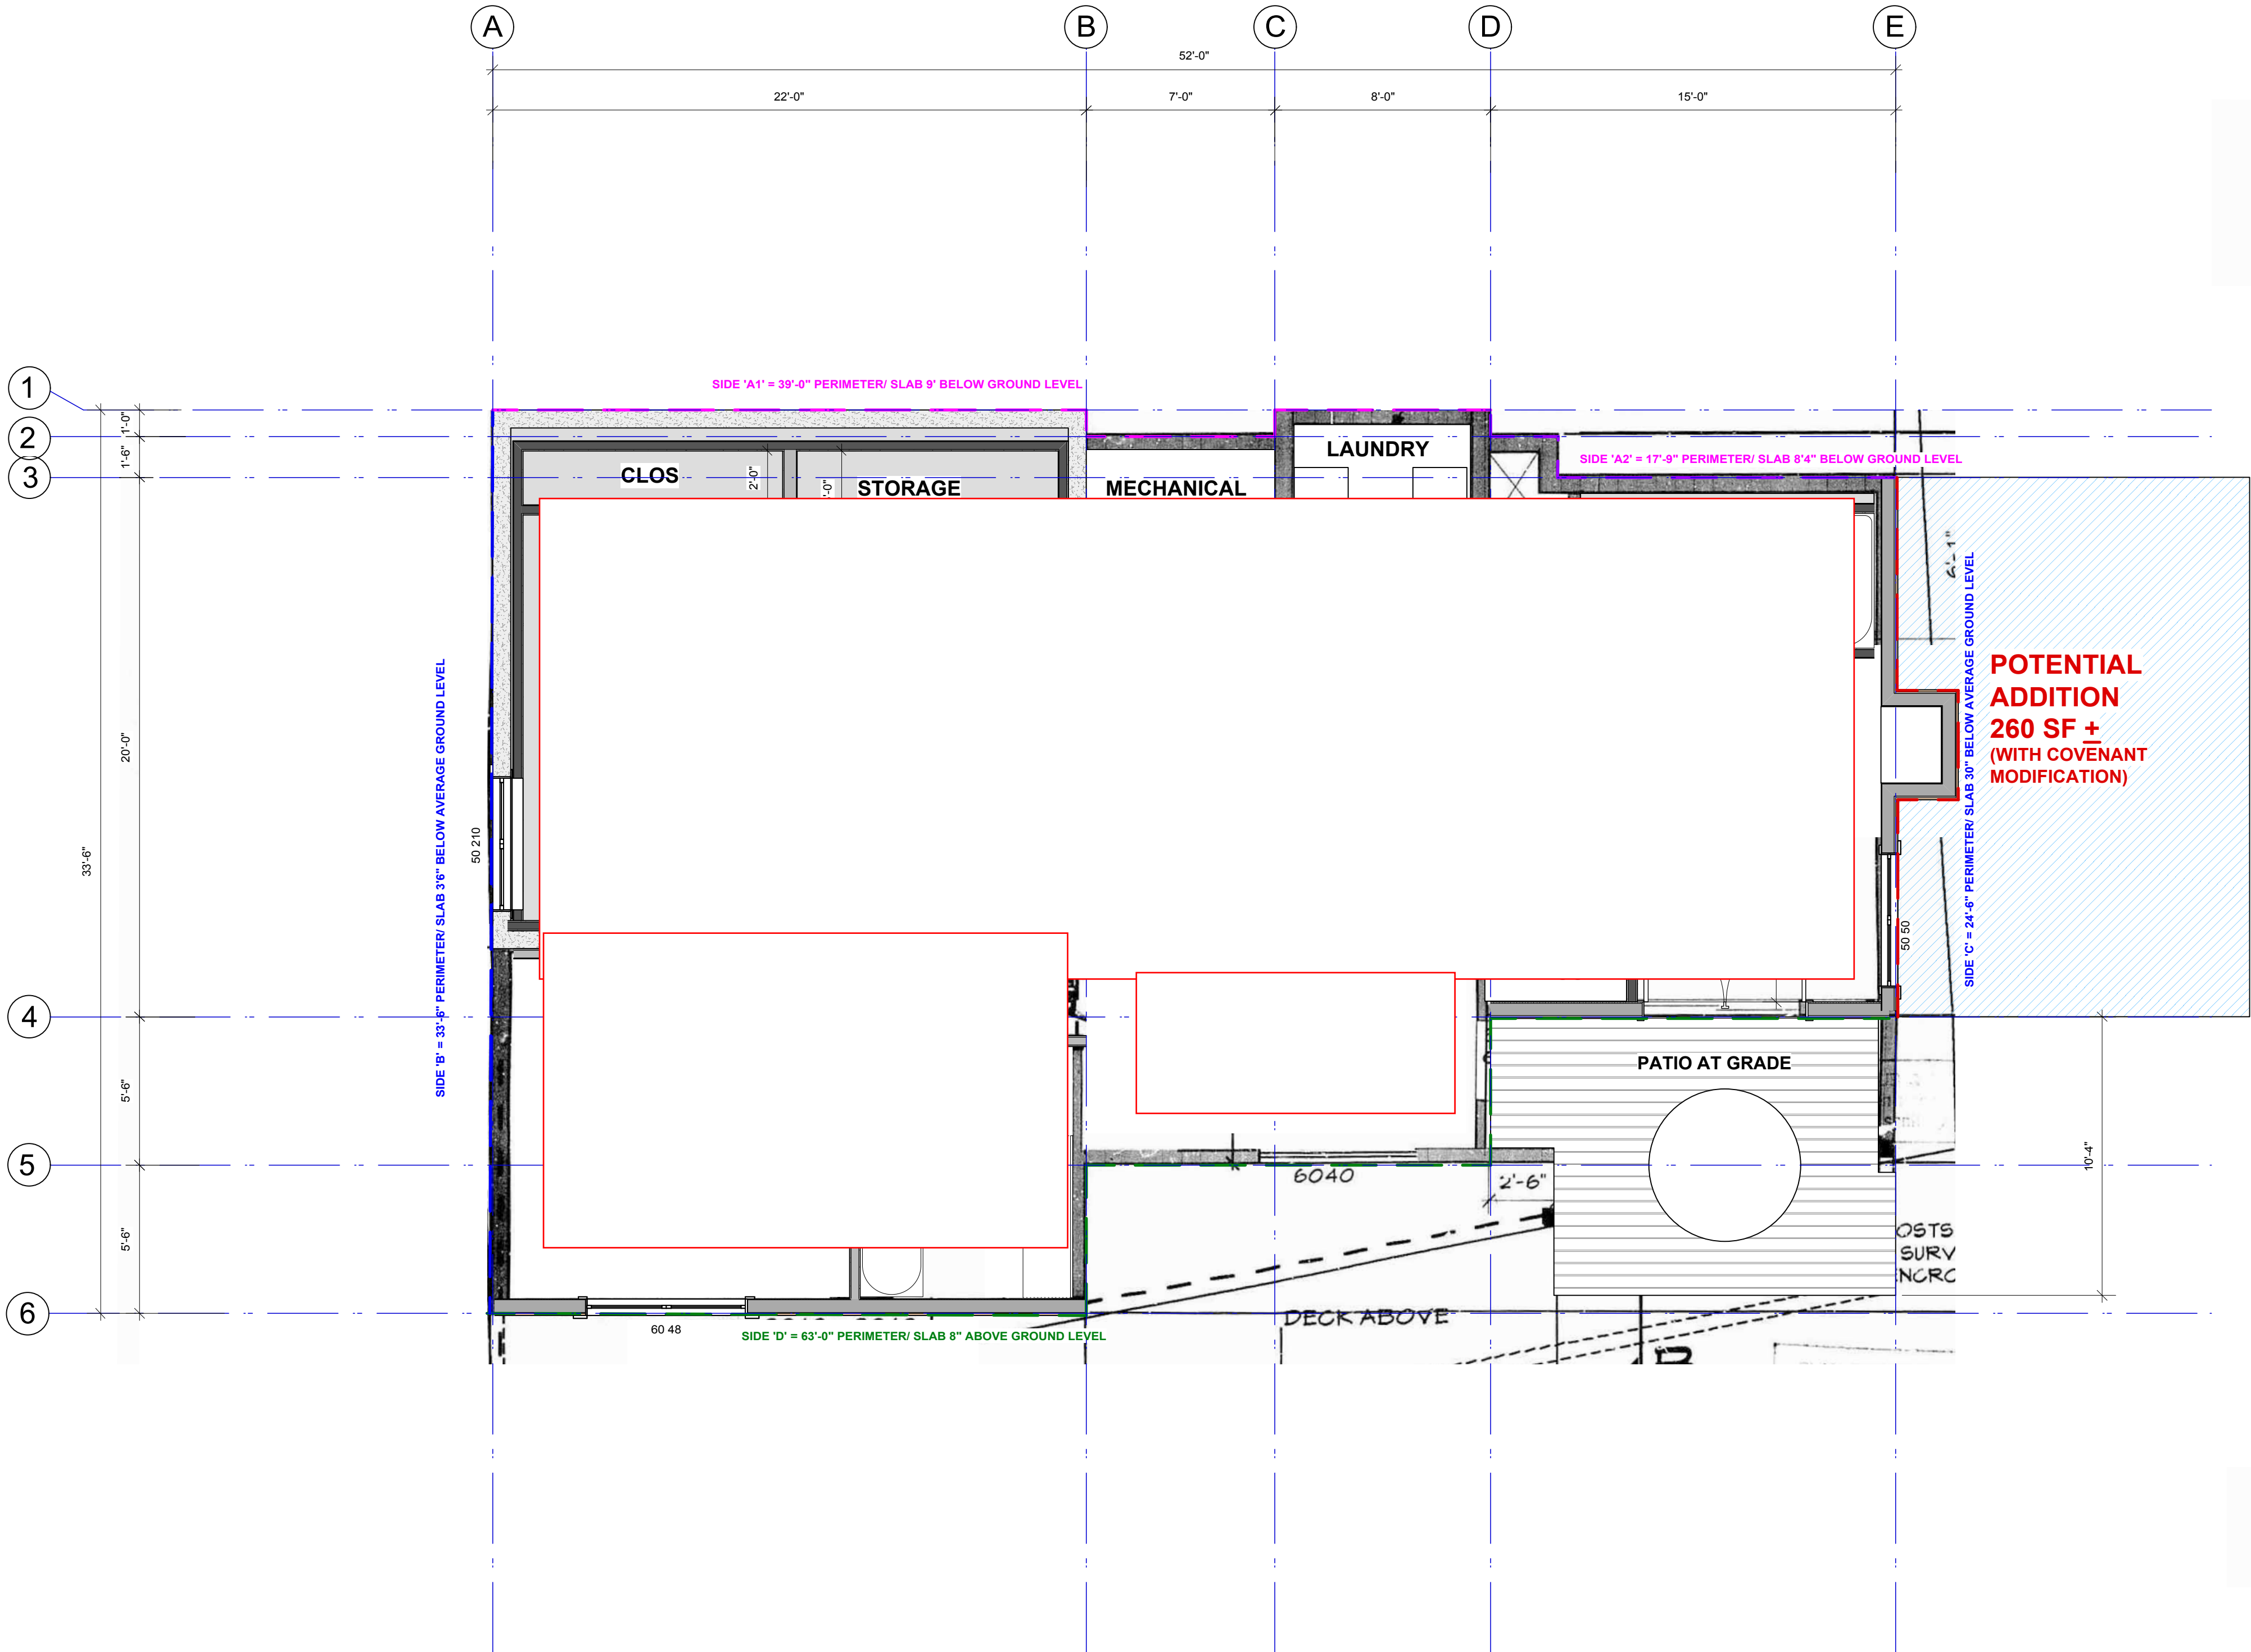 A
B
C
D
E
52'-0"
22'-0"
7'-0"
8'-0"
15'-0"
1
2
3
4
5
6
1'-0"
1'-6"
20'-0"
33'-6"
5'-6"
5'-6"
SIDE 'A1' = 39'-0" PERIMETER/ SLAB 9' BELOW GROUND LEVEL
SIDE 'A2' = 17'-9" PERIMETER/ SLAB 8'4" BELOW GROUND LEVEL
CLOS
2'-0"
'-0"
STORAGE
MECHANICAL
LAUNDRY
6'-1"
SIDE 'B' = 33'-6" PERIMETER/ SLAB 3'6" BELOW AVERAGE GROUND LEVEL
50 210
SIDE 'C' = 24'-6" PERIMETER/ SLAB 30" BELOW AVERAGE GROUND LEVEL
POTENTIAL
ADDITION
260 SF +
(WITH COVENANT
MODIFICATION)
50 50
PATIO AT GRADE
10'-4"
6040
2'-6"
OSTS
SURV
NCRC
DECK ABOVE
60 48
SIDE 'D' = 63'-0" PERIMETER/ SLAB 8" ABOVE GROUND LEVEL